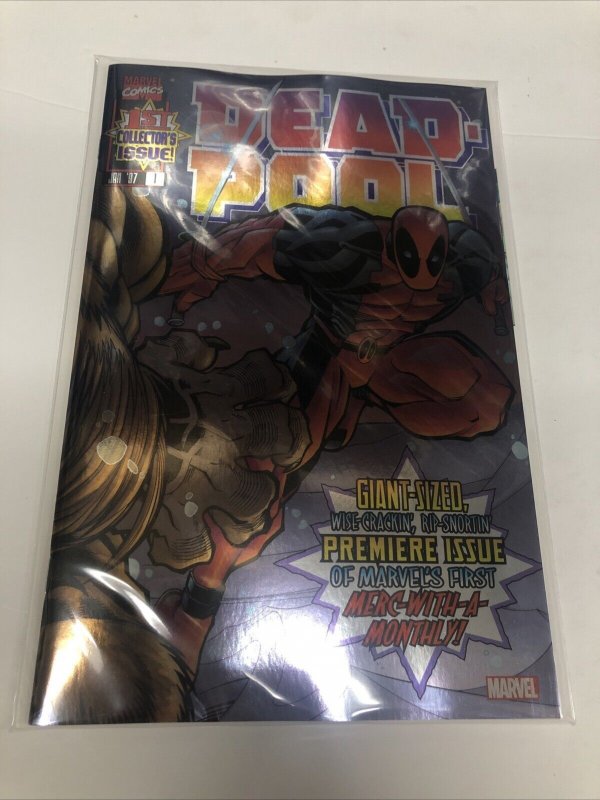 MARVEL
COMICS
1ST
COLLECTOR'S
ISSUE!
JAN '97 1
DEAD-
POOL
GIANT-SIZED,
WISE-CRACKIN', RIP-SNORTIN'
PREMIERE ISSUE
OF MARVEL'S FIRST
MERC-WITH-A-
MONTHLY!
MARVEL